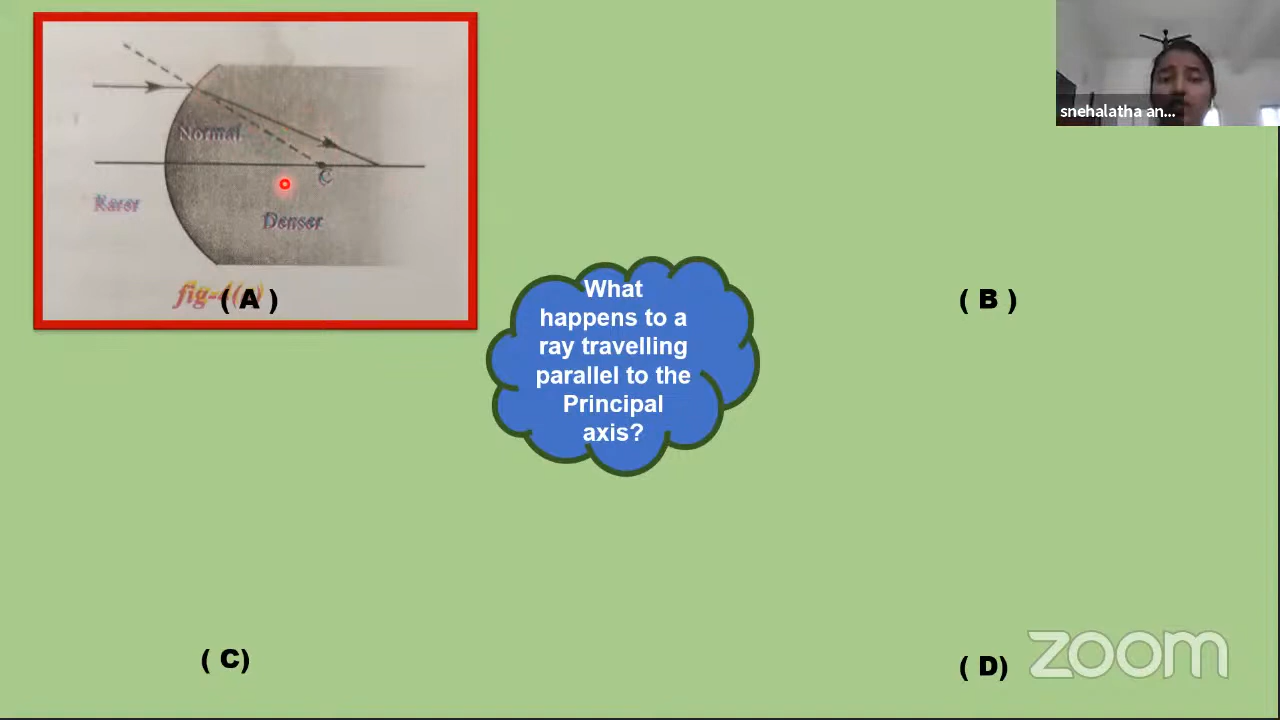 Normal
C
Rarer
Denser
( A )
snehalatha an...
( B )
What
happens to a
ray travelling
parallel to the
Principal
axis?
( C)
( D)
zoom